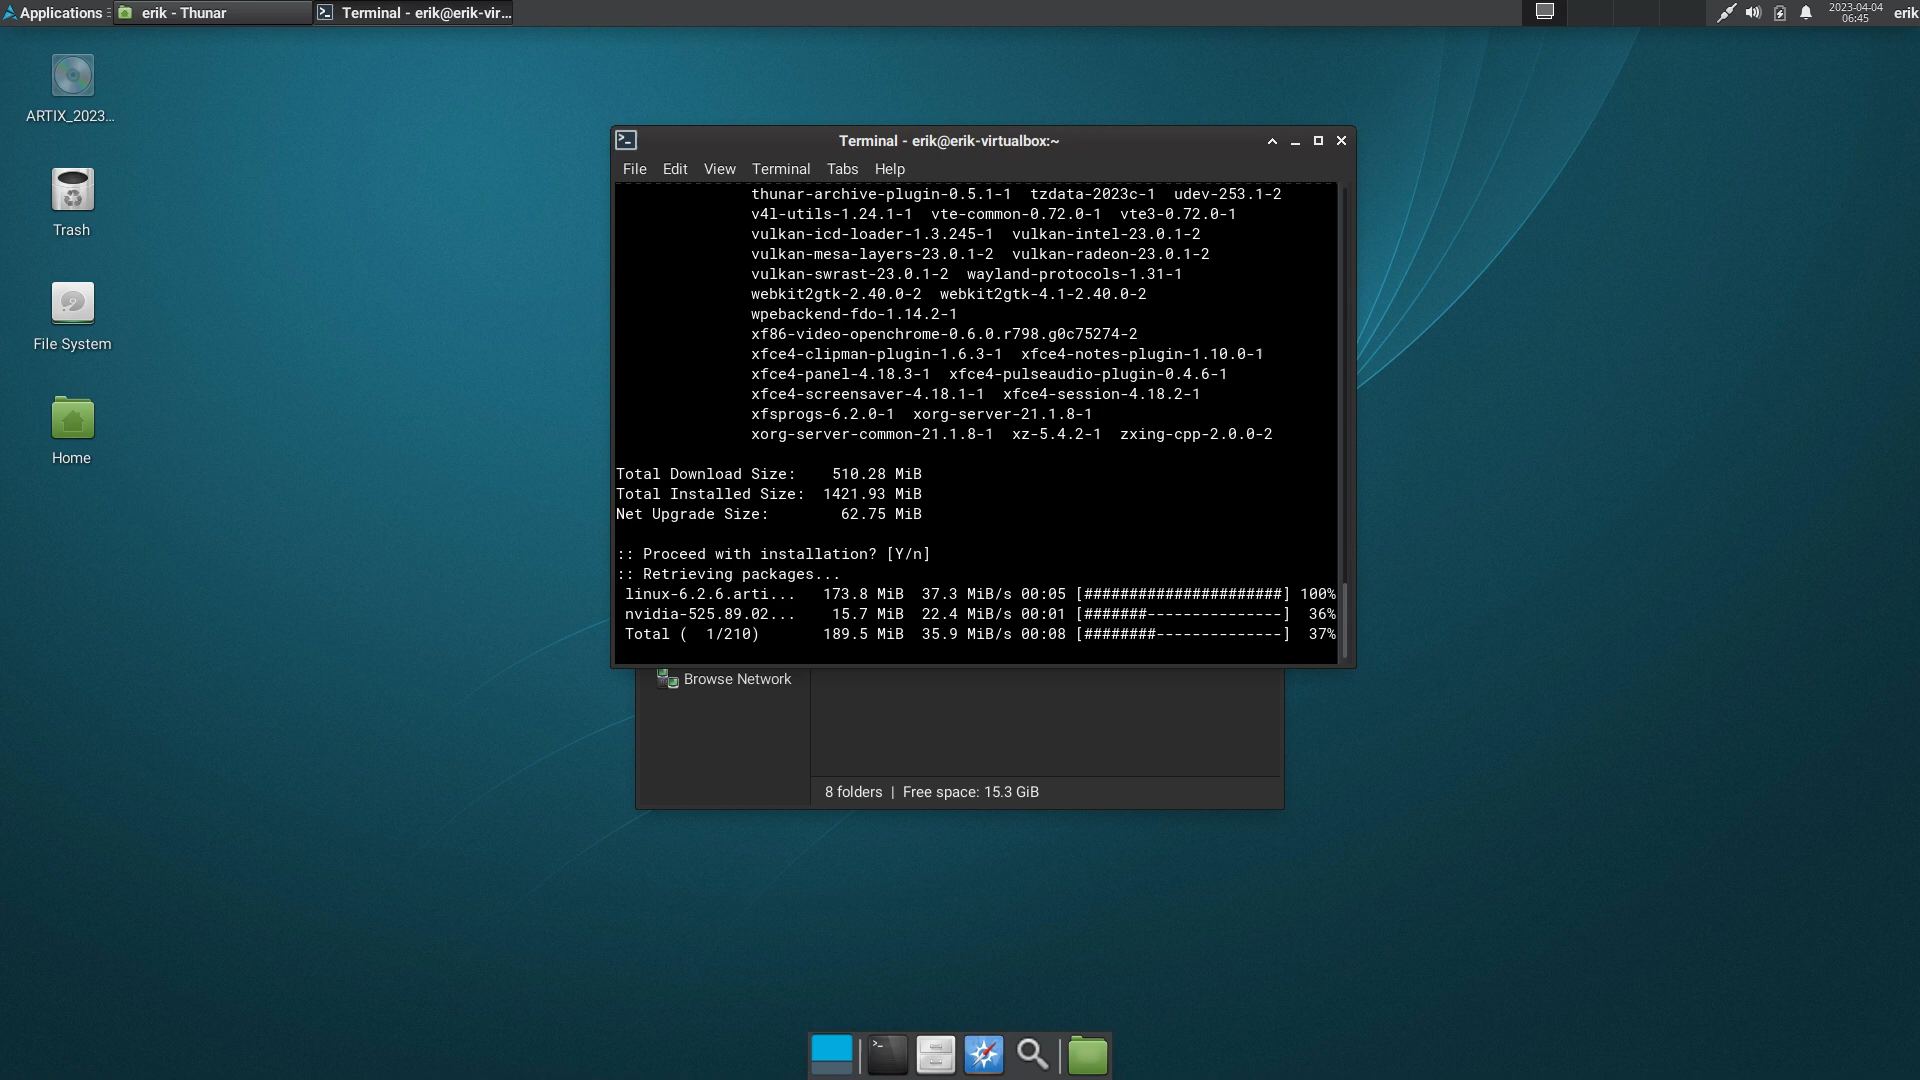 Applications
erik - Thunar
Terminal - erik@erik-vir...
2023-04-04
06:45
erik
ARTIX_2023...
Trash
File System
Home
Terminal - erik@erik-virtualbox:~
File Edit View Terminal Tabs Help
thunar-archive-plugin-0.5.1-1 tzdata-2023c-1 udev-253.1-2
v4l-utils-1.24.1-1 vte-common-0.72.0-1 vte3-0.72.0-1
vulkan-icd-loader-1.3.245-1 vulkan-intel-23.0.1-2
vulkan-mesa-layers-23.0.1-2 vulkan-radeon-23.0.1-2
vulkan-swrast-23.0.1-2 wayland-protocols-1.31-1
webkit2gtk-2.40.0-2 webkit2gtk-4.1-2.40.0-2
wpebackend-fdo-1.14.2-1
xf86-video-openchrome-0.6.0.r798.g0c75274-2
xfce4-clipman-plugin-1.6.3-1 xfce4-notes-plugin-1.10.0-1
xfce4-panel-4.18.3-1 xfce4-pulseaudio-plugin-0.4.6-1
xfce4-screensaver-4.18.1-1 xfce4-session-4.18.2-1
xfsprogs-6.2.0-1 xorg-server-21.1.8-1
xorg-server-common-21.1.8-1 xz-5.4.2-1 zxing-cpp-2.0.0-2
Total Download Size: 510.28 MiB
Total Installed Size: 1421.93 MiB
Net Upgrade Size: 62.75 MiB
:: Proceed with installation? [Y/n]
:: Retrieving packages...
linux-6.2.6.arti... 173.8 MiB 37.3 MiB/s 00:05 [######################] 100%
nvidia-525.89.02... 15.7 MiB 22.4 MiB/s 00:01 [#######---------------] 36%
Total ( 1/210) 189.5 MiB 35.9 MiB/s 00:08 [########--------------] 37%
Browse Network
8 folders | Free space: 15.3 GiB